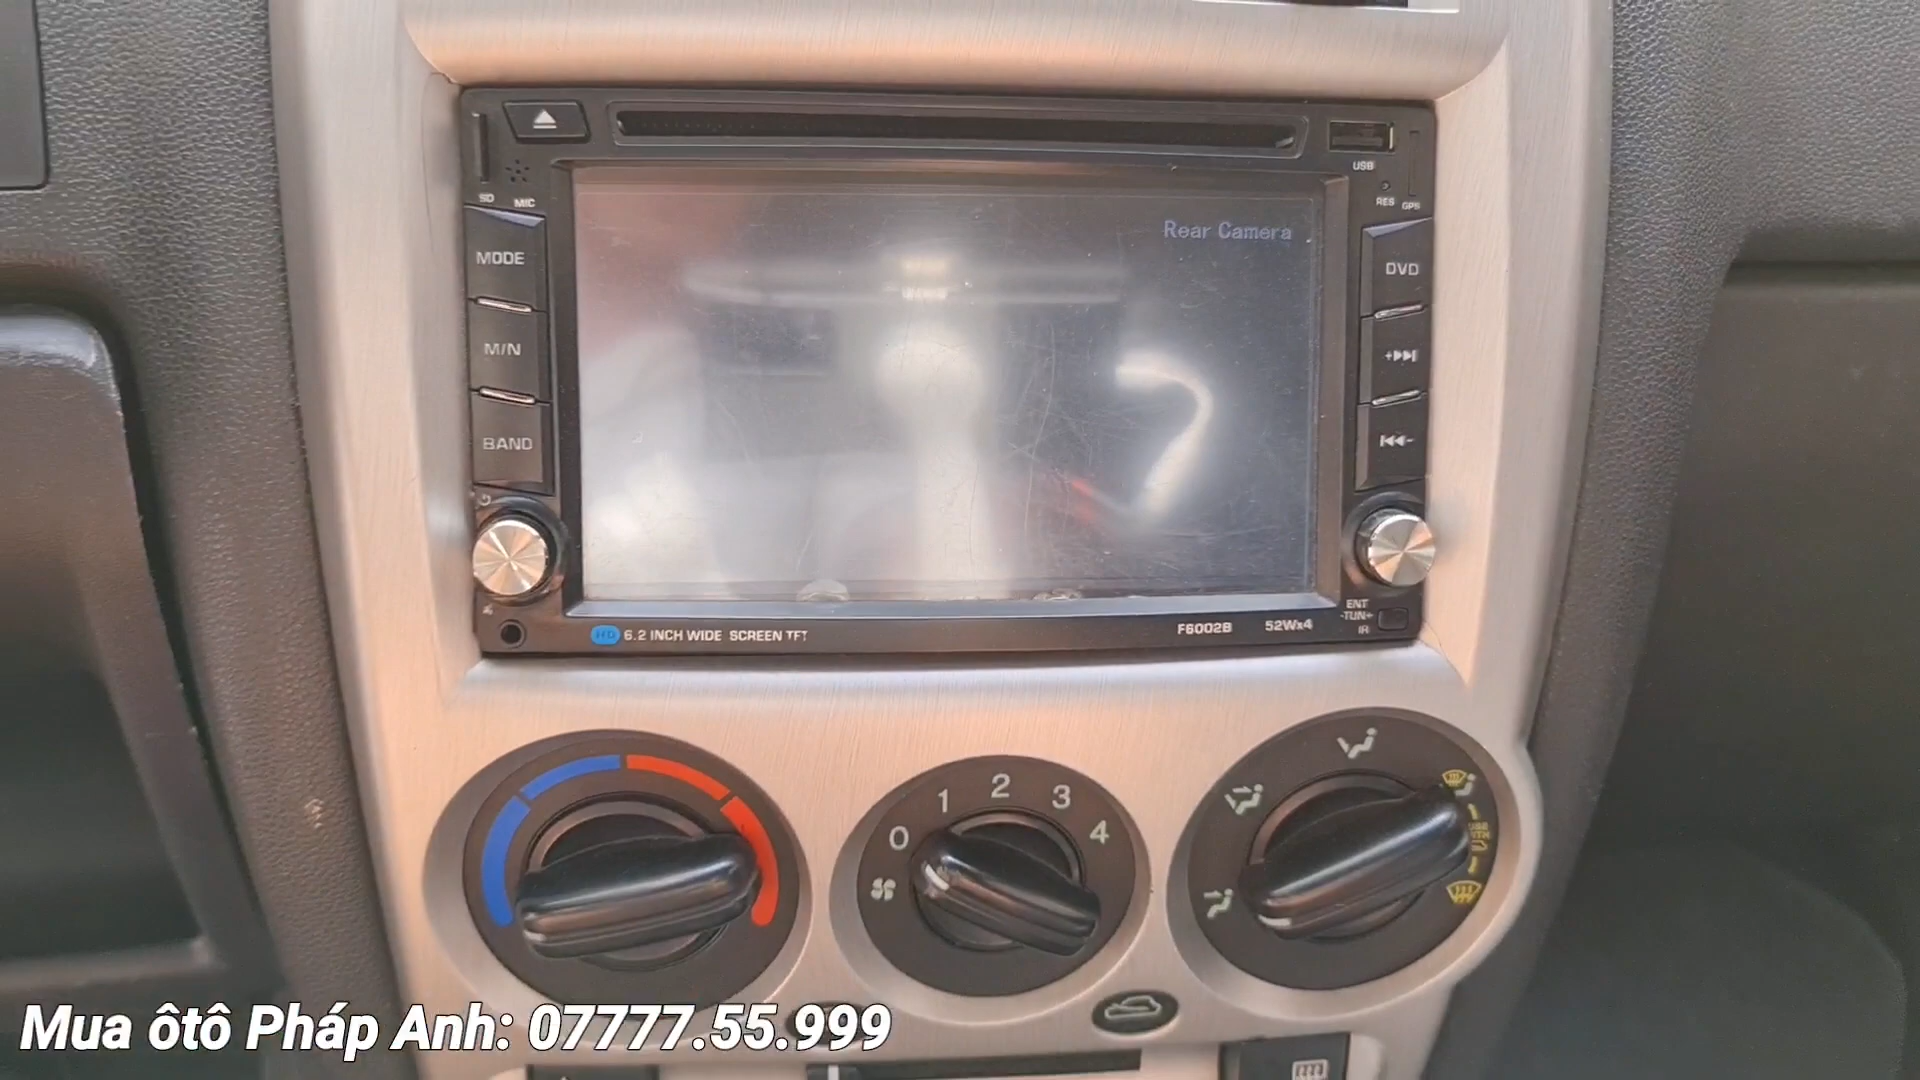 USB
SD MIC
RES GPS
Rear Camera
MODE
DVD
M/N
BAND
ENT
-TUN+
IR
HD 6.2 INCH WIDE SCREEN TFT
F6002B 52Wx4
0 1 2 3 4
Mua ôtô Pháp Anh: 07777.55.999